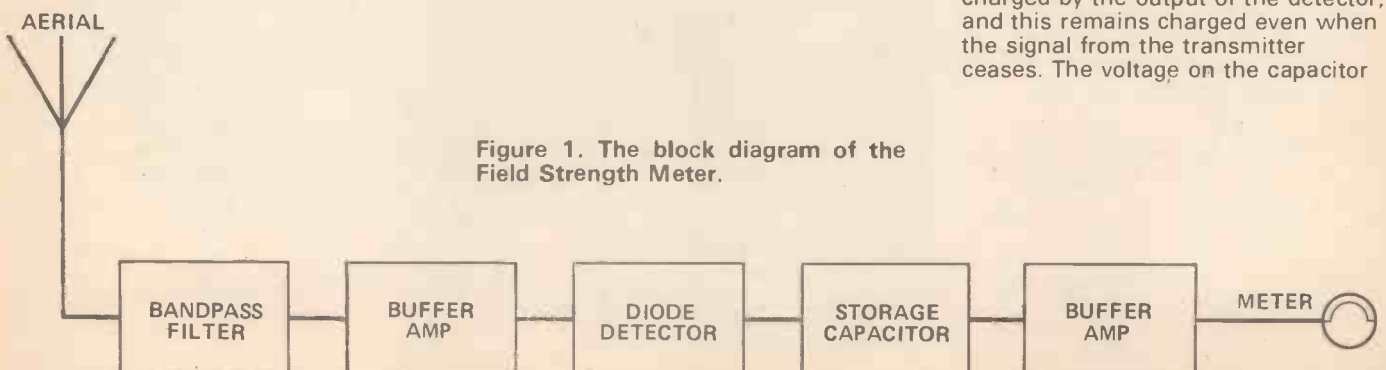 charged by the output of the detector,
and this remains charged even when
the signal from the transmitter
ceases. The voltage on the capacitor
AERIAL
Figure 1. The block diagram of the
Field Strength Meter.
BANDPASS
FILTER
BUFFER
AMP
DIODE
DETECTOR
STORAGE
CAPACITOR
BUFFER
AMP
METER